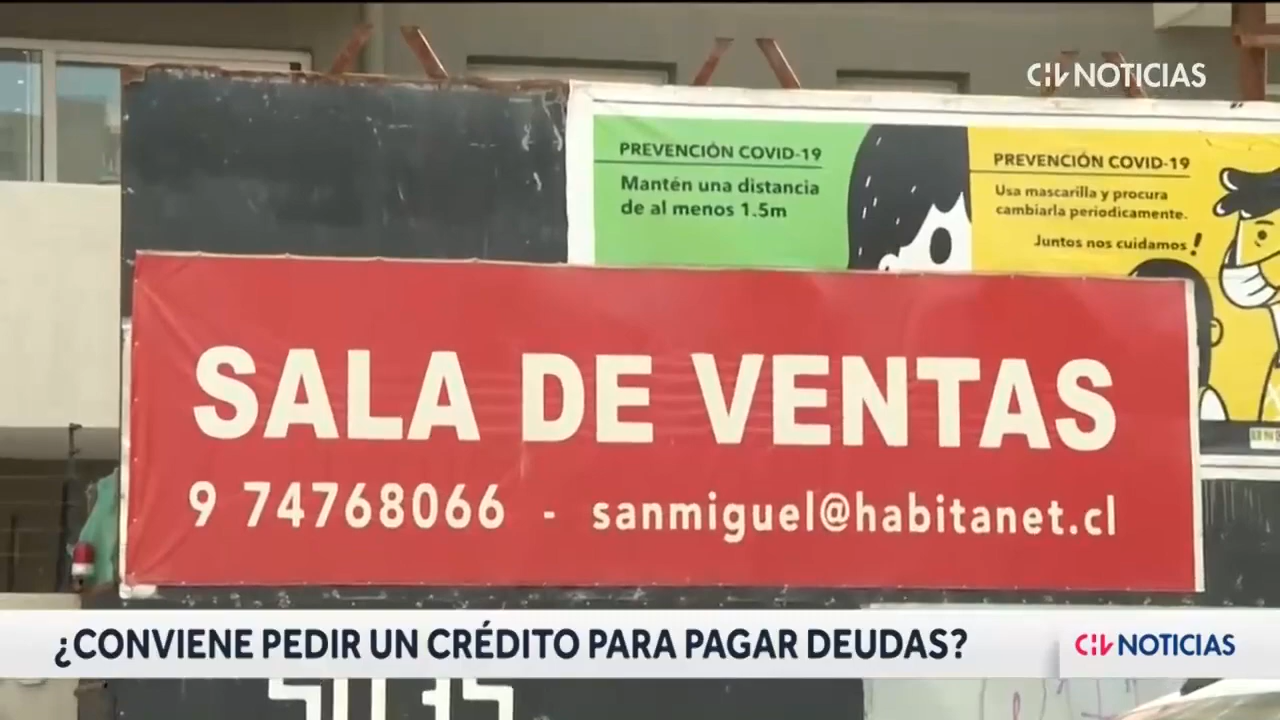 CHV NOTICIAS
PREVENCIÓN COVID-19
Mantén una distancia
de al menos 1.5m
PREVENCIÓN COVID-19
Usa mascarilla y procura
cambiarla periodicamente.
Juntos nos cuidamos !
SALA DE VENTAS
9 74768066 - sanmiguel@habitanet.cl
¿CONVIENE PEDIR UN CRÉDITO PARA PAGAR DEUDAS?
CHV NOTICIAS